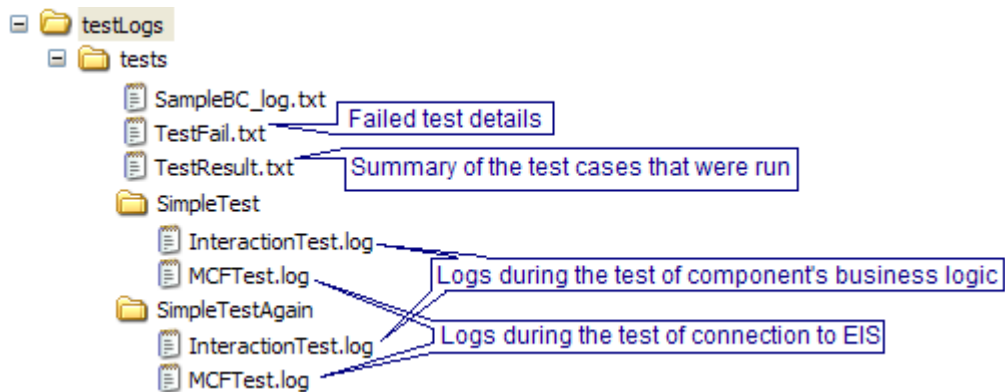 testLogs
tests
SampleBC_log.txt
Failed test details
TestFail.txt
TestResult.txt
Summary of the test cases that were run
SimpleTest
InteractionTest.log
MCFTest.log
Logs during the test of component's business logic
SimpleTestAgain
Logs during the test of connection to EIS
InteractionTest.log
MCFTest.log